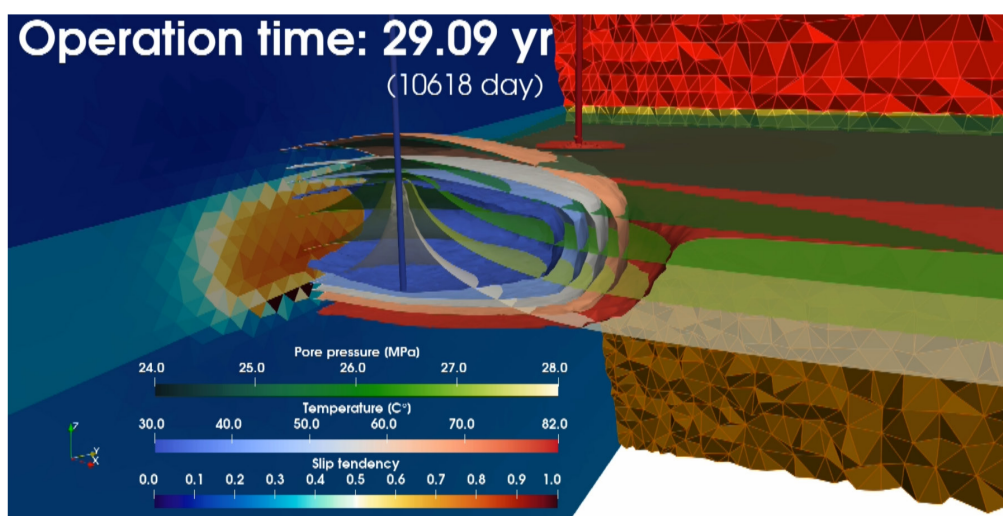 Operation time: 29.09 yr
(10618 day)
Pore pressure (MPa)
24.0 25.0 26.0 27.0 28.0
Temperature (C°)
30.0 40.0 50.0 60.0 70.0 82.0
Slip tendency
0.0 0.1 0.2 0.3 0.4 0.5 0.6 0.7 0.8 0.9 1.0
Z
Y
X